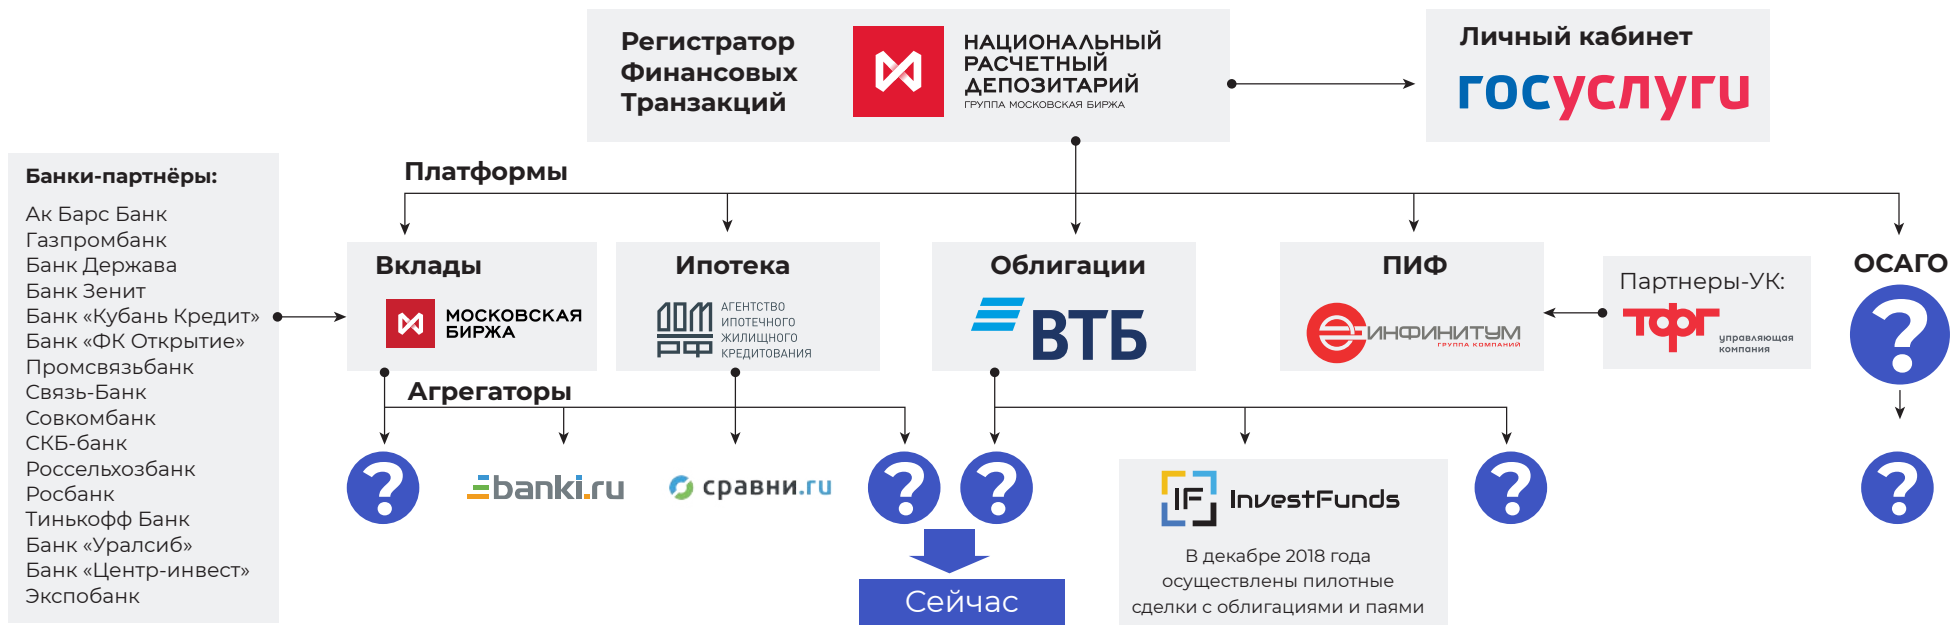 Регистратор
Финансовых
Транзакций
НАЦИОНАЛЬНЫЙ
РАСЧЕТНЫЙ
ДЕПОЗИТАРИЙ
ГРУППА МОСКОВСКАЯ БИРЖА
Личный кабинет
госуслуги
Банки-партнёры:
Ак Барс Банк
Газпромбанк
Банк Держава
Банк Зенит
Банк «Кубань Кредит»
Банк «ФК Открытие»
Промсвязьбанк
Связь-Банк
Совкомбанк
СКБ-банк
Россельхозбанк
Росбанк
Тинькофф Банк
Банк «Уралсиб»
Банк «Центр-инвест»
Экспобанк
Платформы
Вклады
МОСКОВСКАЯ
БИРЖА
Ипотека
ДОМ
РФ
АГЕНТСТВО
ИПОТЕЧНОГО
ЖИЛИЩНОГО
КРЕДИТОВАНИЯ
Облигации
ВТБ
ПИФ
ИНФИНИТУМ
ГРУППА КОМПАНИЙ
Партнеры-УК:
тфг
управляющая
компания
ОСАГО
?
Агрегаторы
?
banki.ru
сравни.ru
?
?
IF InvestFunds
В декабре 2018 года
осуществлены пилотные
сделки с облигациями и паями
?
?
Сейчас